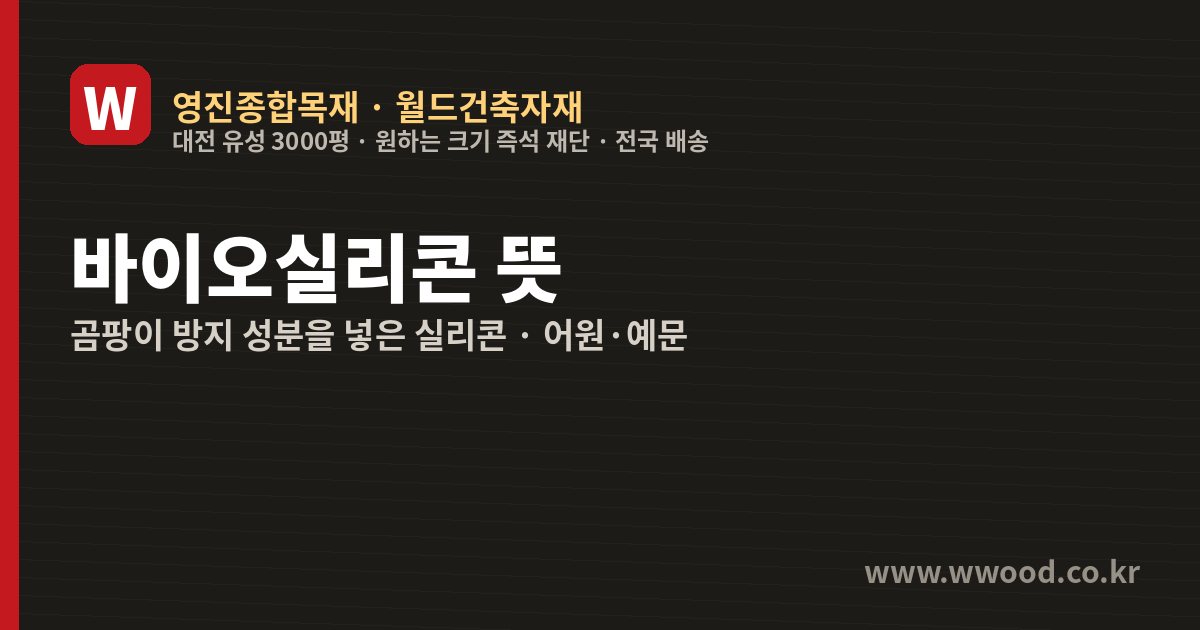 W
영진종합목재 · 월드건축자재
대전 유성 3000평 · 원하는 크기 즉석 재단 · 전국 배송
바이오실리콘 뜻
곰팡이 방지 성분을 넣은 실리콘 · 어원·예문
www.wwood.co.kr